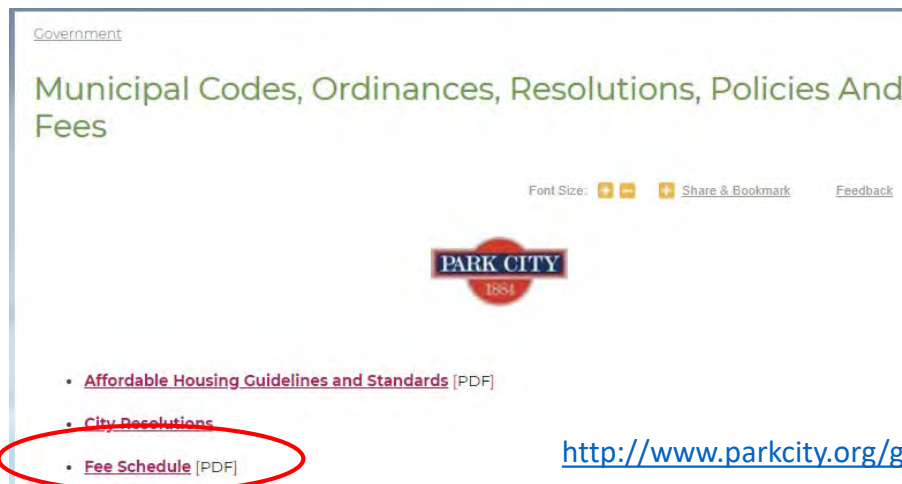 Government
Municipal Codes, Ordinances, Resolutions, Policies And
Fees
Font Size: + − + Share & Bookmark Feedback
PARK CITY
1884
• Affordable Housing Guidelines and Standards [PDF]
• City Resolutions
• Fee Schedule [PDF]
http://www.parkcity.org/g